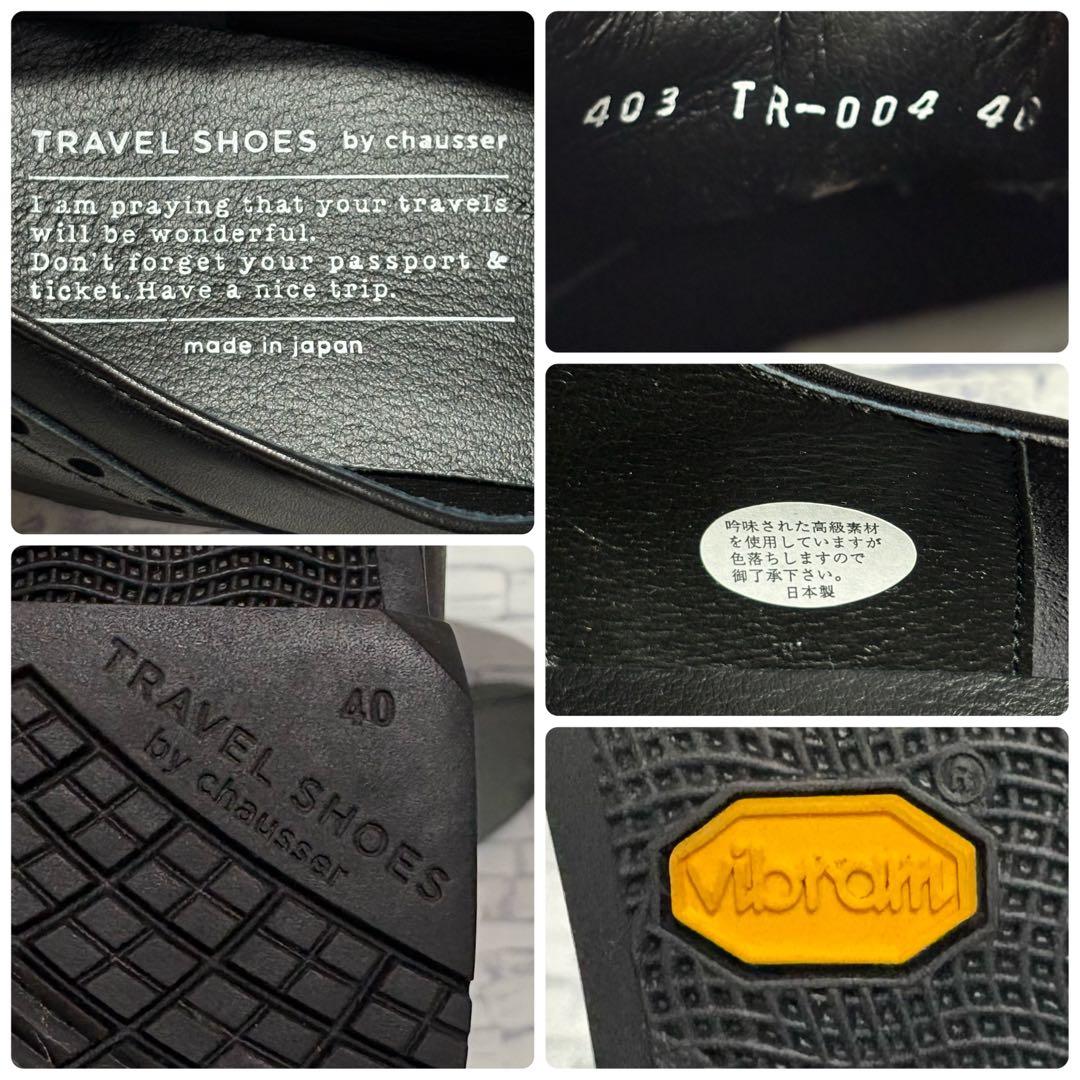 TRAVEL SHOES by chausser
I am praying that your travels
will be wonderful.
Don't forget your passport &
ticket. Have a nice trip.
made in japan
403 TR-004 40
吟味された高級素材
を使用していますが
色落ちしますので
御了承下さい。
日本製
40
TRAVEL SHOES
by chausser
®
vibram